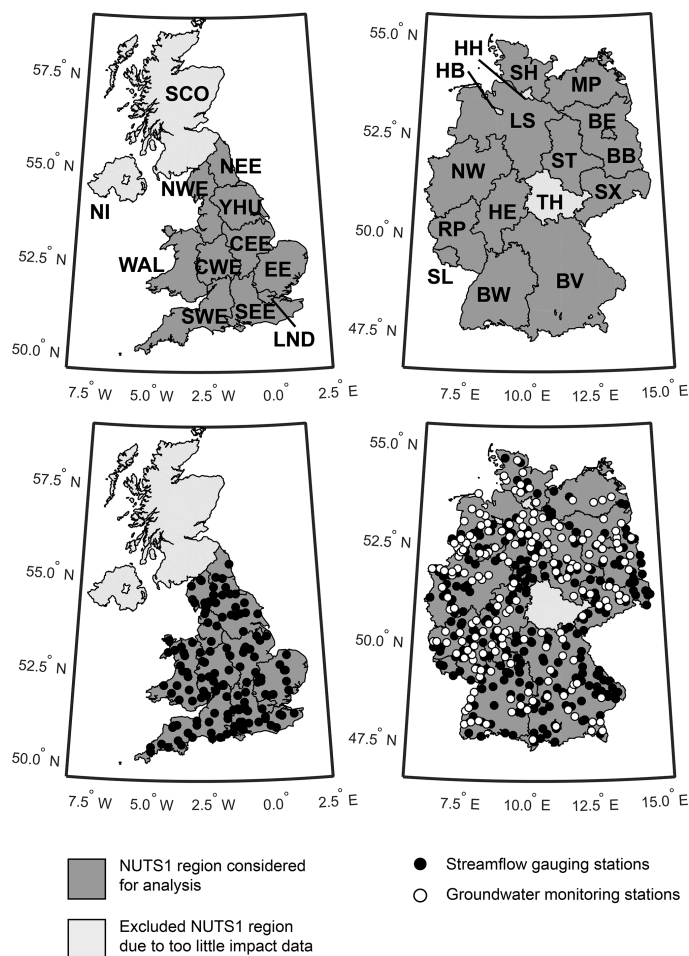 57.5° N
55.0° N
52.5° N
50.0° N
SCO
NI
NEE
NWE
YHU
CEE
WAL
CWE
EE
SWE
SEE
LND
7.5° W 5.0° W 2.5° W 0.0° 2.5° E
55.0° N
52.5° N
50.0° N
47.5° N
HH
HB
SH
MP
LS
BE
NW
ST
BB
HE
TH
SX
RP
SL
BW
BV
7.5° E 10.0° E 12.5° E 15.0° E
57.5° N
55.0° N
52.5° N
50.0° N
7.5° W 5.0° W 2.5° W 0.0° 2.5° E
55.0° N
52.5° N
50.0° N
47.5° N
7.5° E 10.0° E 12.5° E 15.0° E
NUTS1 region considered
for analysis
Excluded NUTS1 region
due to too little impact data
Streamflow gauging stations
Groundwater monitoring stations